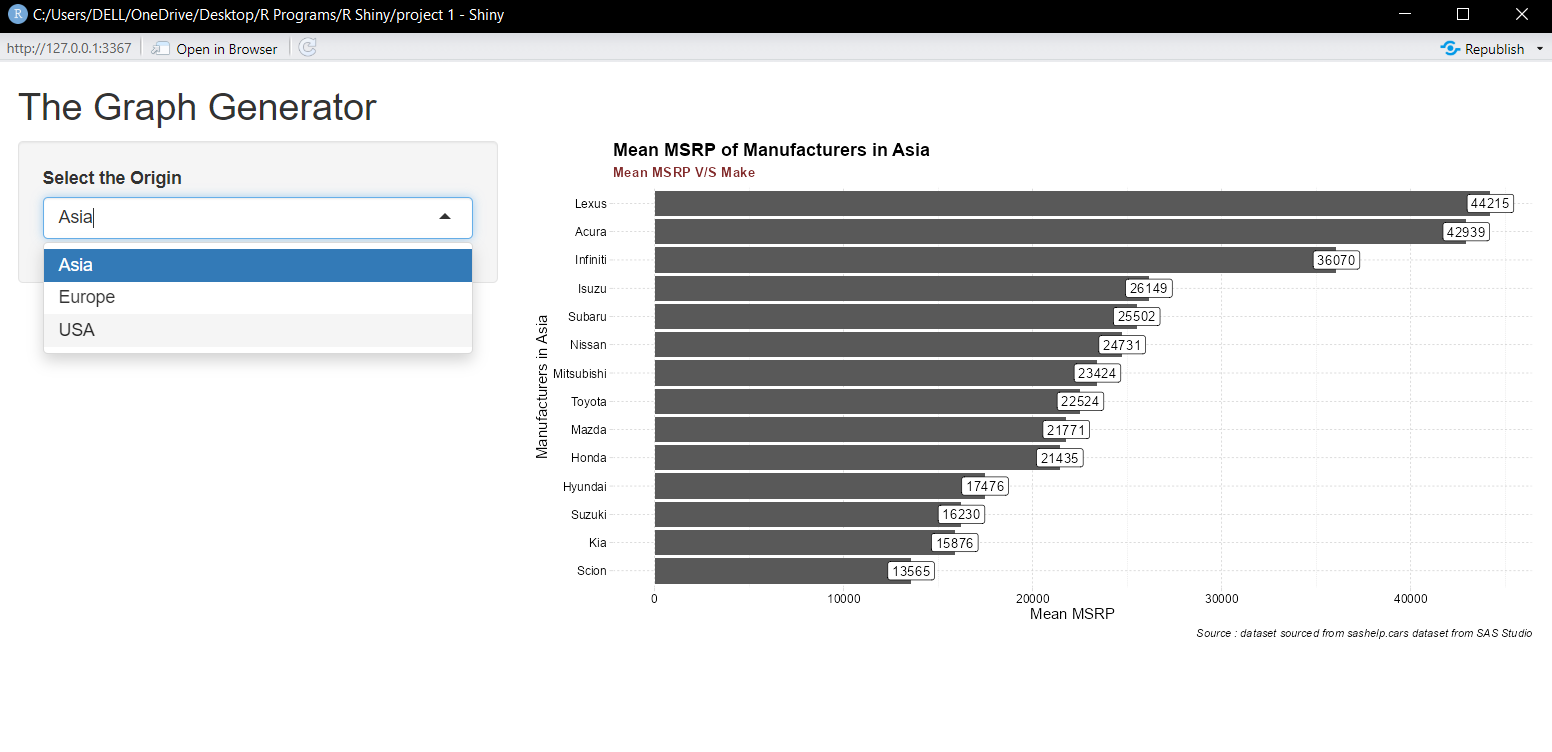 R C:/Users/DELL/OneDrive/Desktop/R Programs/R Shiny/project 1 - Shiny
http://127.0.0.1:3367 Open in Browser Republish
The Graph Generator
Select the Origin
Asia
Asia
Europe
USA
Mean MSRP of Manufacturers in Asia
Mean MSRP V/S Make
Manufacturers in Asia
Lexus 44215
Acura 42939
Infiniti 36070
Isuzu 26149
Subaru 25502
Nissan 24731
Mitsubishi 23424
Toyota 22524
Mazda 21771
Honda 21435
Hyundai 17476
Suzuki 16230
Kia 15876
Scion 13565
0 10000 20000 30000 40000
Mean MSRP
Source : dataset sourced from sashelp.cars dataset from SAS Studio